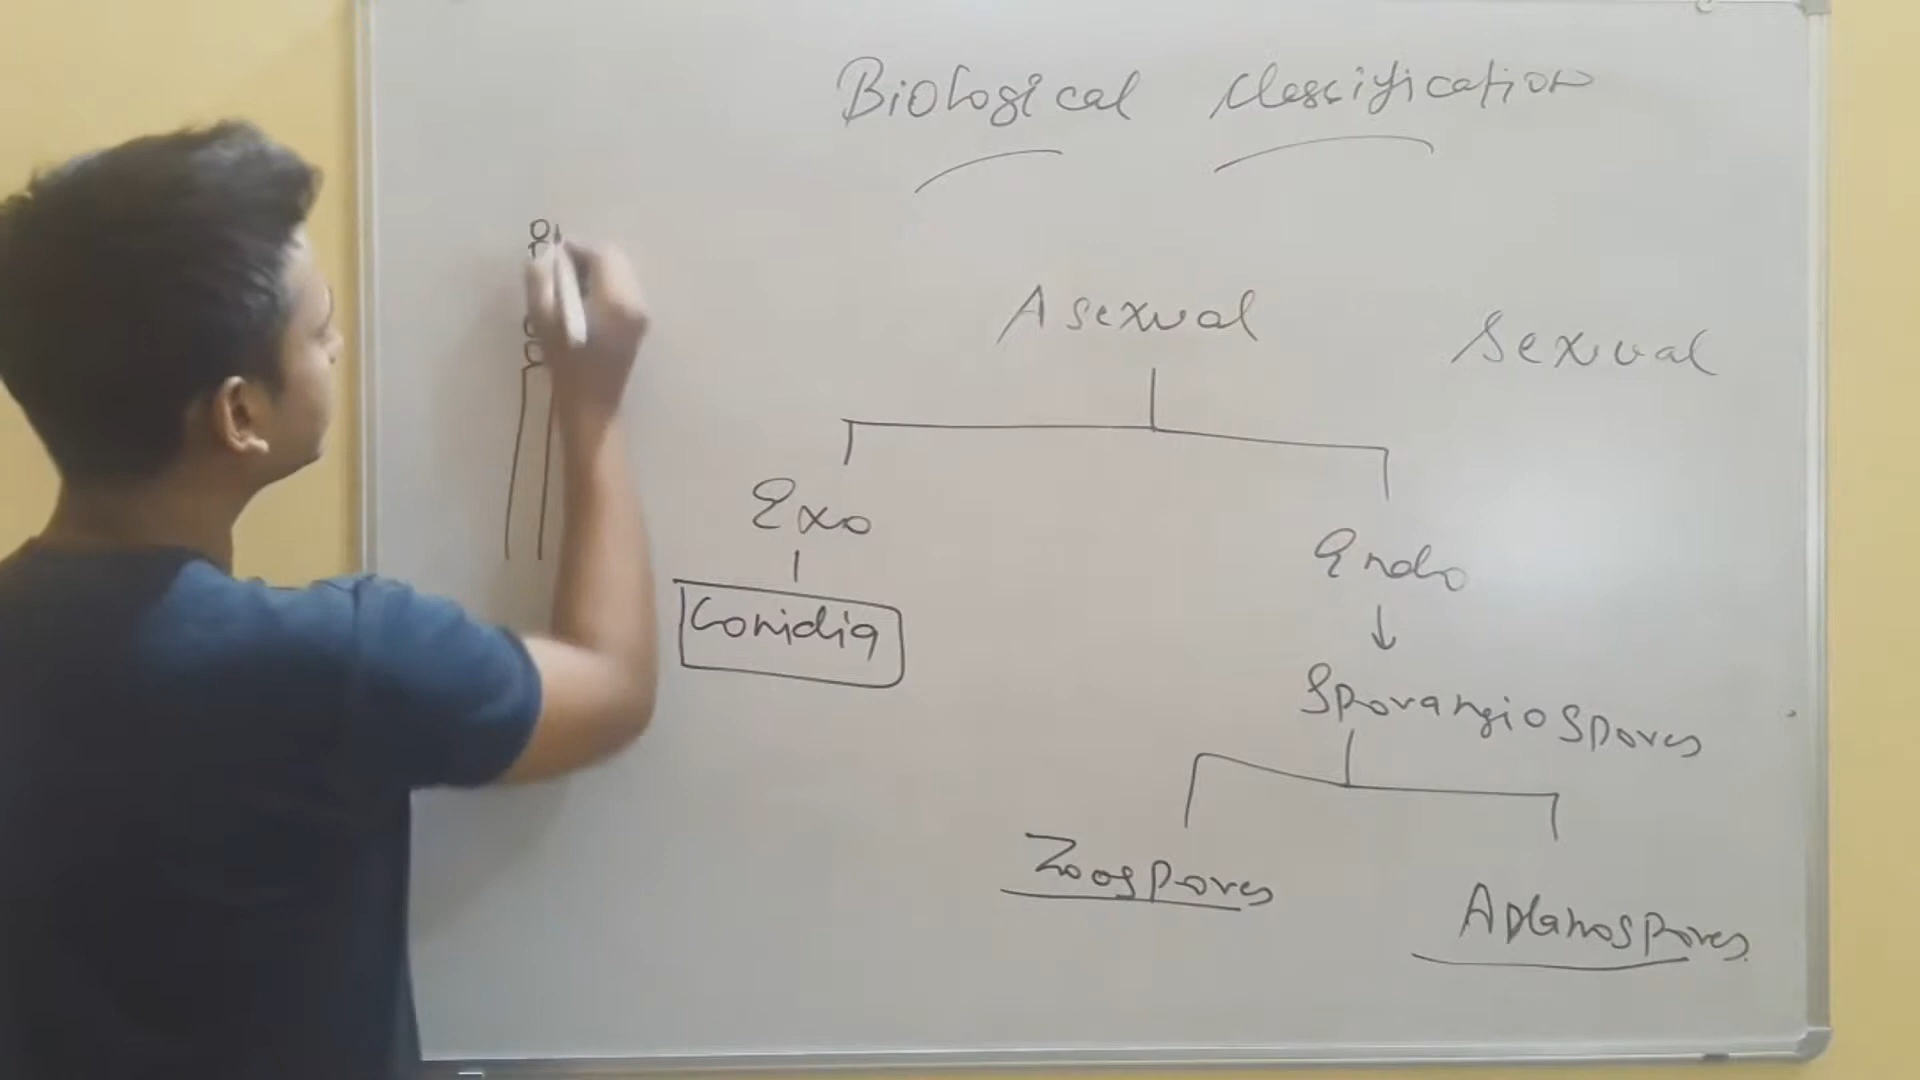 Biological Classification
Asexual
Sexual
Exo
Endo
Conidia
Sporangiospores
Zoospores
Aplanospores